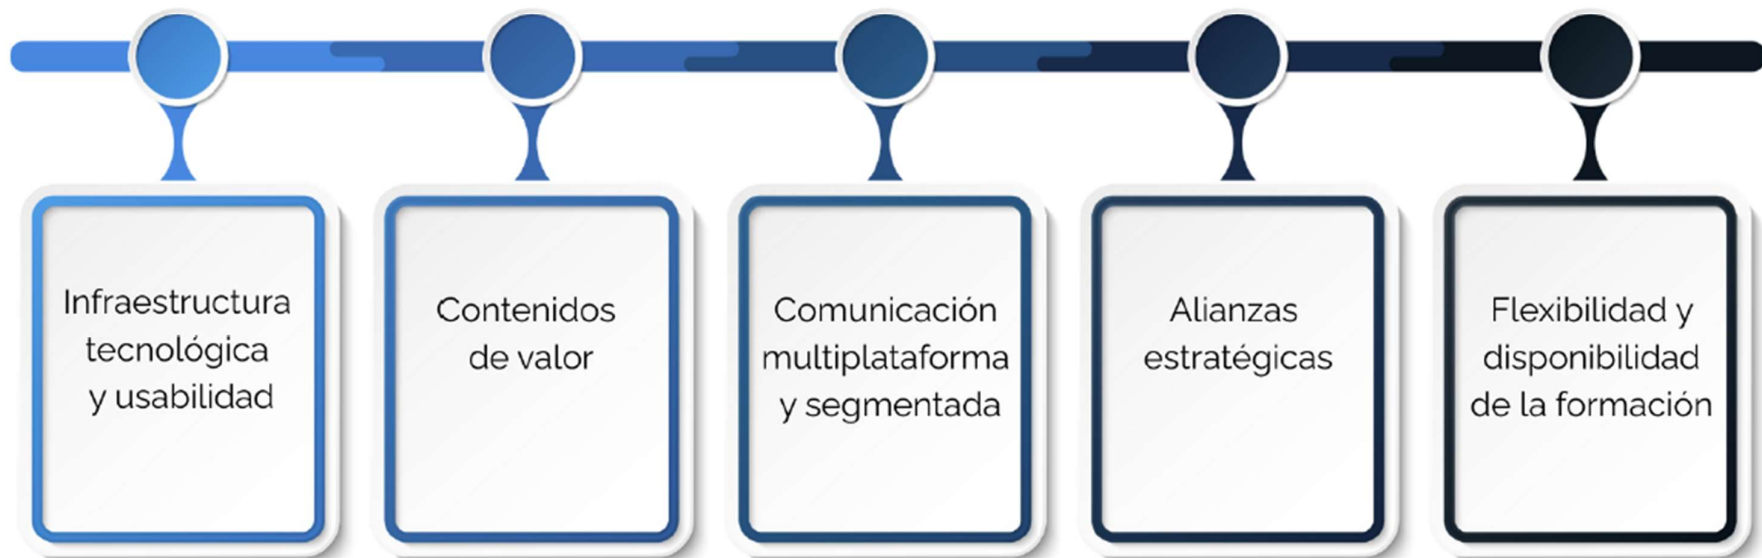 Infraestructura
tecnológica
y usabilidad
Contenidos
de valor
Comunicación
multiplataforma
y segmentada
Alianzas
estratégicas
Flexibilidad y
disponibilidad
de la formación